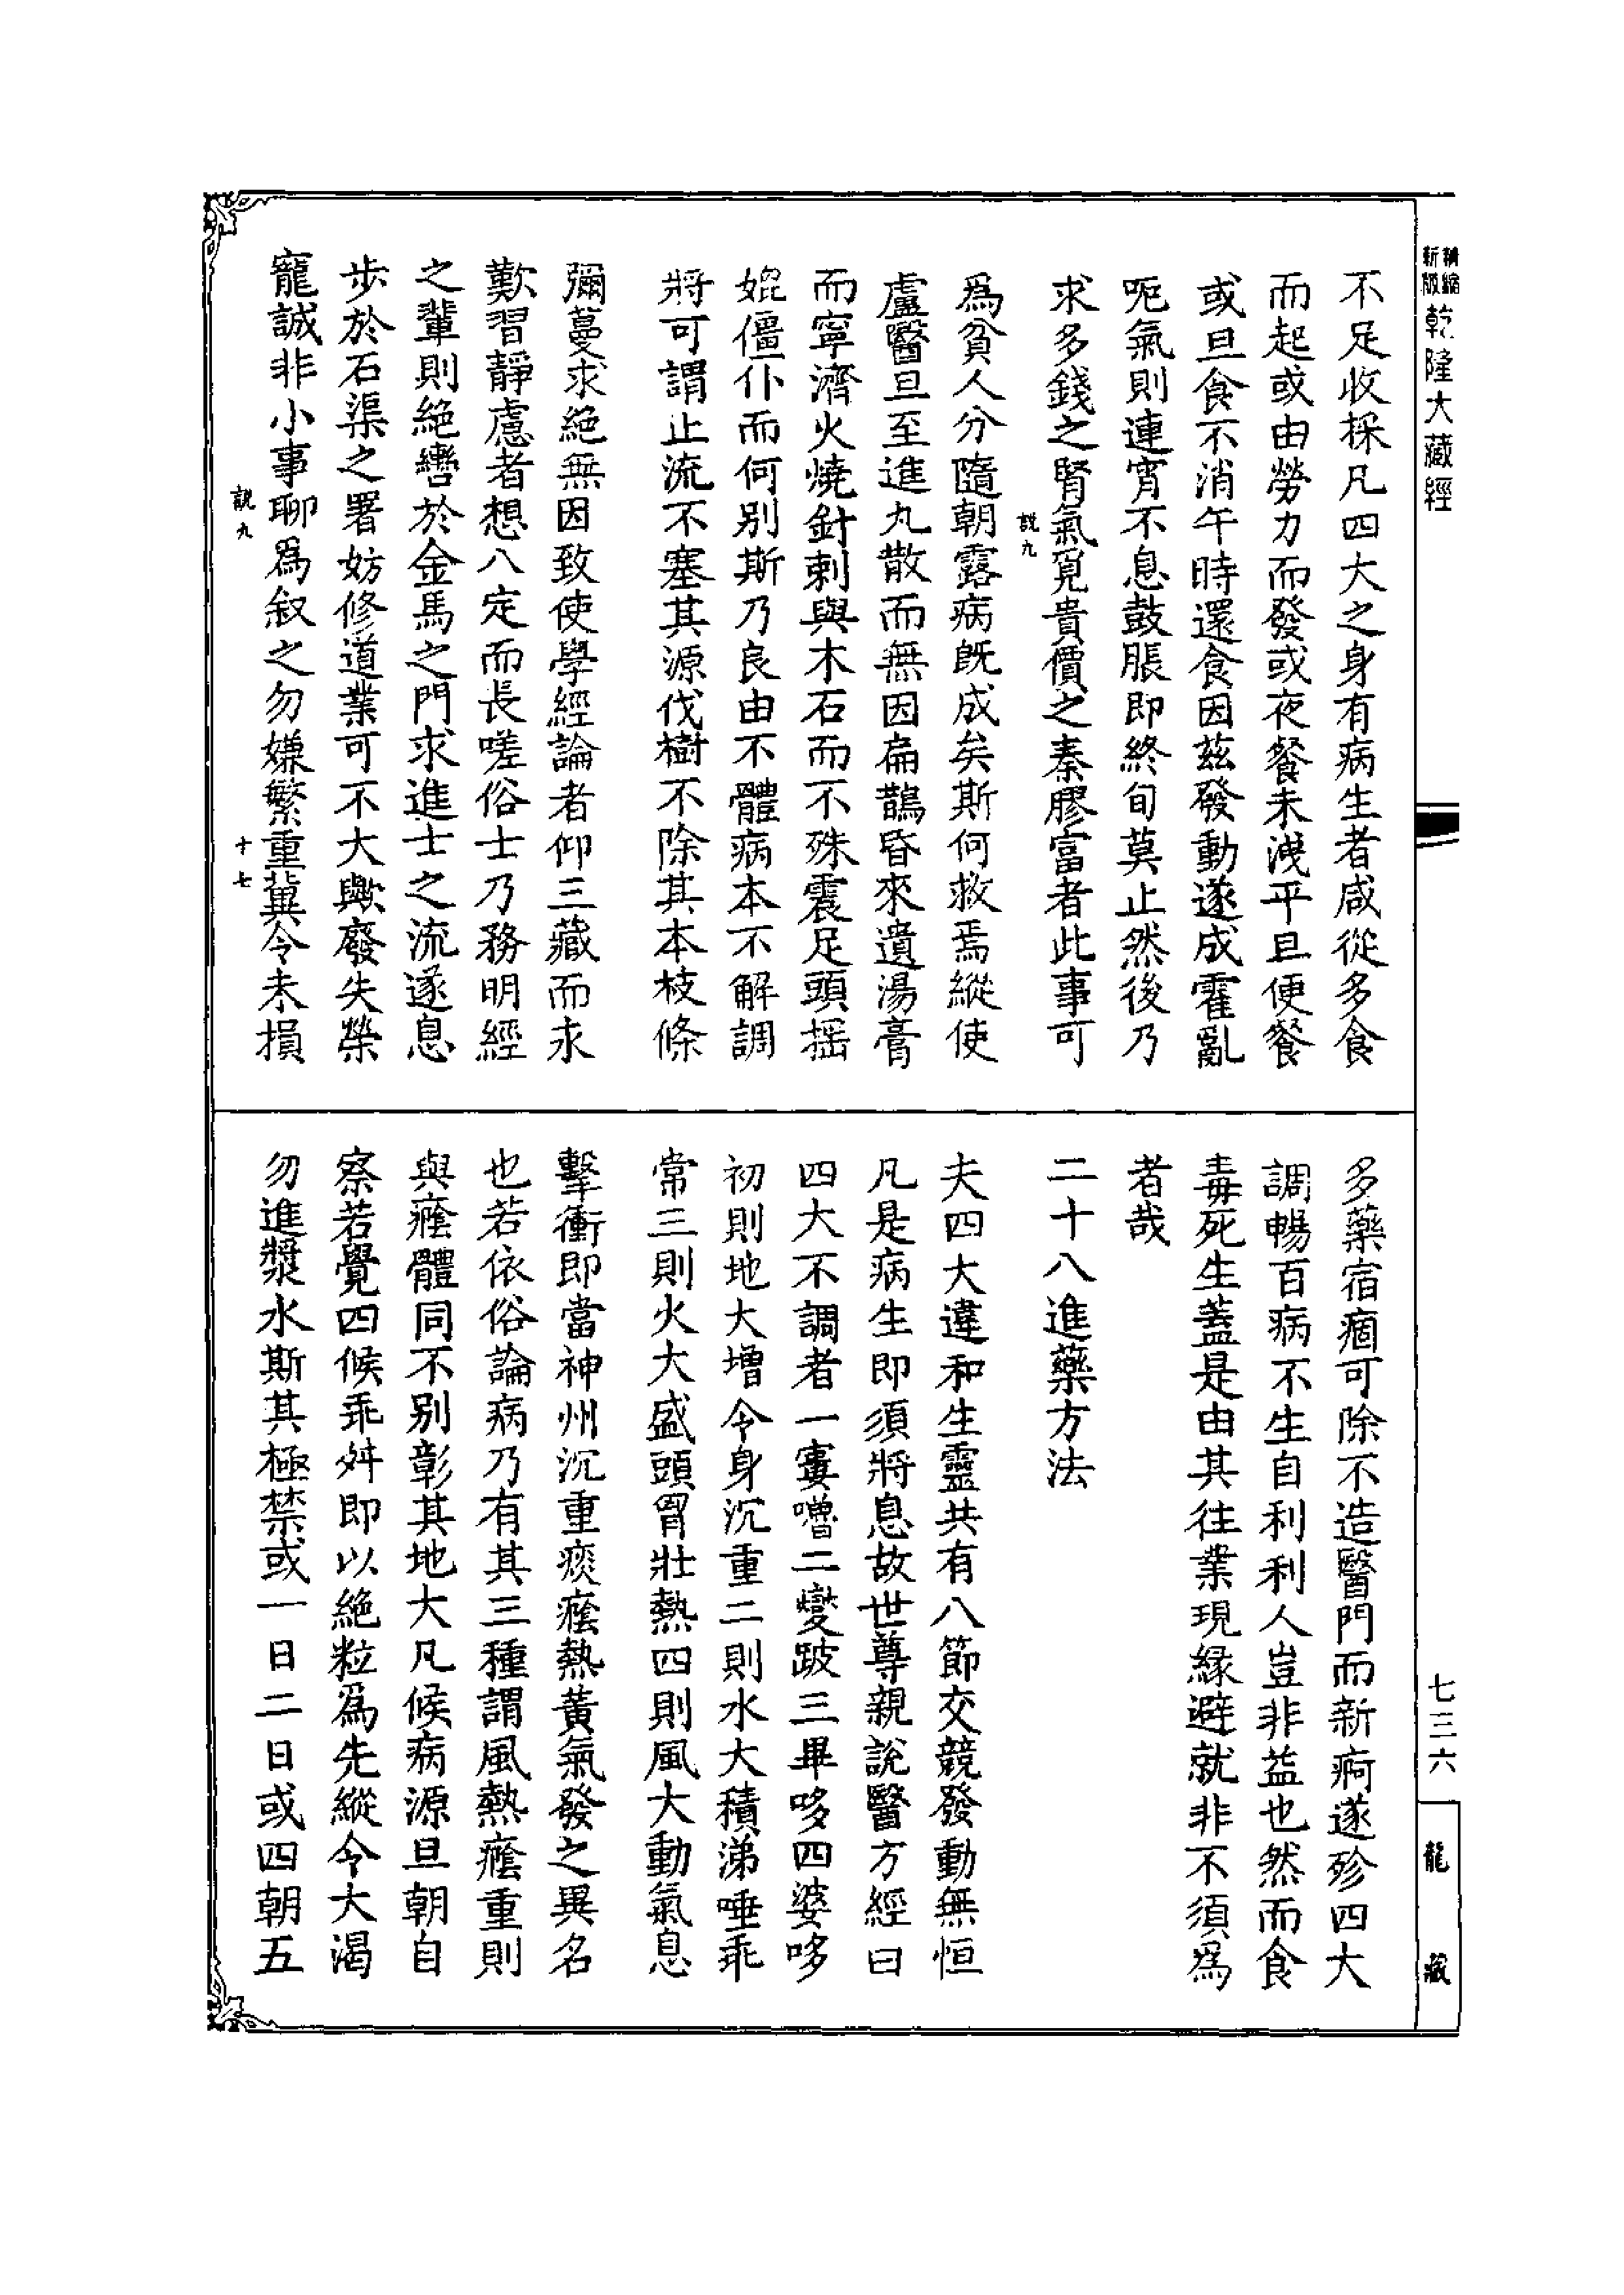 精縮新版 乾隆大藏經
七三六
龍藏
不足收採凡四大之身有病生者咸從多食
而起或由勞力而發或夜餐未洩平旦便餐
或旦食不消午時還食因茲發動遂成霍亂
呃氣則連宵不息鼓脹即終旬莫止然後乃
求多錢之腎氣覓貴價之秦膠富者此事可
說九
為貧人分隨朝露病既成矣斯何救焉縱使
盧醫旦至進丸散而無因扁鵲昏來遺湯膏
而寧濟火燒針刺與木石而不殊震足頭搖
媲僵仆而何別斯乃良由不體病本不解調
將可謂止流不塞其源伐樹不除其本枝條
彌蔓求絕無因致使學經論者仰三藏而永
歎習靜慮者想八定而長嗟俗士乃務明經
之輩則絕轡於金馬之門求進士之流遂息
步於石渠之署妨修道業可不大歟廢失榮
寵誠非小事聊為敘之勿嫌繁重冀令未損
說九 十七
多藥宿痼可除不造醫門而新痾遂殄四大
調暢百病不生自利利人豈非益也然而食
毒死生蓋是由其往業現緣避就非不須為
者哉
二十八進藥方法
夫四大違和生靈共有八節交競發動無恒
凡是病生即須將息故世尊親說醫方經曰
四大不調者一窶嚕二燮跛三畢哆四婆哆
初則地大增令身沉重二則水大積涕唾乖
常三則火大盛頭胃壯熱四則風大動氣息
擊衝即當神州沉重痰癊熱黃氣發之異名
也若依俗論病乃有其三種謂風熱癊重則
與癊體同不別彰其地大凡候病源旦朝自
察若覺四候乖舛即以絕粒為先縱令大渴
勿進漿水斯其極禁或一日二日或四朝五